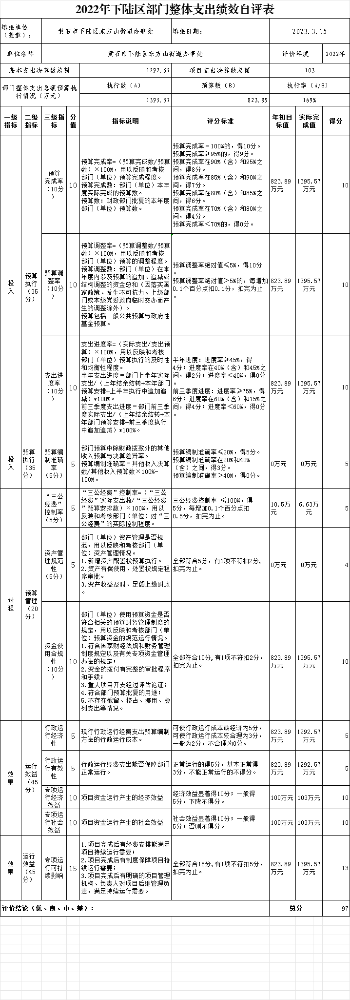 2022年下陆区部门整体支出绩效自评表
填报单位（盖章）： 黄石市下陆区东方山街道办事处 填报日期： 2023.3.15
单位名称 黄石市下陆区东方山街道办事处 评价年度 2022年
基本支出决算数总额 1292.57 项目支出决算数总额 103
部门整体支出总额预算执行情况（万元） 执行数（A） 预算数（B） 执行率（A/B）
1395.57 823.89 169%
一级指标 二级指标 三级指标 分值 指标说明 评分标准 年初目标值 实际完成值 得分
投入
预算执行（35分）
预算完成率（10分）
10
预算完成率=（预算完成数/预算
数）×100%，用以反映和考核
部门（单位）预算完成程度。
预算完成数：部门（单位）本年
度实际完成的预算数。
预算数：财政部门批复的本年度
部门（单位）预算数。
预算完成率＝100%的，得10分。
预算完成率≥95%的，得9分。
预算完成率在90%（含）和95%之
间，得8分。
预算完成率在85%（含）和90%之
间，得7分。
预算完成率在80%（含）和85%之
间，得6分。
预算完成率在70%（含）和80%之
间，得4分。
预算完成率＜70%的，得0分。
823.89万元 1395.57万元 10
预算调整率（10分）
10
预算调整率=（预算调整数/预算
数）×100%，用以反映和考核
部门（单位）预算的调整程度。
预算调整数：部门（单位）在本
年度内涉及预算的追加、追减或
结构调整的资金总和（因落实国
家政策、发生不可抗力、上级部
门或本级党委政府临时交办而产
生的调整除外）。
预算包括一般公共预算与政府性
基金预算。
预算调整率绝对值≤5%，得10分
。
预算调整率绝对值＞5%的，每增加
0.1个百分点扣0.1分，扣完为止
。
823.89万元 1395.57万元 10
支出进度率（10分）
10
支出进度率=（实际支出/支出预
算）×100%，用以反映和考核
部门（单位）预算执行的及时性
和均衡性程度。
半年支出进度＝部门上半年实际
支出/（上年结余结转+本年部门
预算安排+上半年执行中追加追
减）*100%。
前三季度支出进度＝部门前三季
度实际支出/（上年结余结转+本
年部门预算安排+前三季度执行
中追加追减）*100%。
半年进度：进度率≥45%，得
4分；进度率在40%（含）和45%之
间，得2分；进度率＜40%，得0分
。
前三季度进度：进度率≥75%，得
6分；进度率在60%（含）和75%之
间，得4分；进度率＜60%，得0分
。
823.89万元 1395.57万元 10
投入
预算执行（35分）
预算编制准确率（5分）
5
部门预算中除财政拨款外的其他
收入预算与决算差异率。
预算编制准确率＝其他收入决算
数/其他收入预算数×100%-
100%。
预算编制准确率≤20%，得5分。
预算编制准确率在20%和40%
（含）之间，得3分。
预算编制准确率＞40%，得0分。
0万元 0万元 5
过程
预算管理（20分）
“三公经费”控制率（5分）
5
“三公经费”控制率=（“三公
经费”实际支出数/“三公经费
”预算安排数）×100%，用以
反映和考核部门（单位）对“三
公经费”的实际控制程度。
三公经费控制率 ≤100%，得
5分，每增加0.1个百分点扣
0.5分，扣完为止。
10.5万元 6.63万元 5
资产管理规范性（5分）
5
部门（单位）资产管理是否规
范，用以反映和考核部门（单
位）资产管理情况。
1.新增资产配置按预算执行。
2.资产有偿使用、处置按规定程
序审批。
3.资产收益及时、足额上缴财政
。
全部符合5分，有1项不符扣2分，
扣完为止。
0万元 0万元 4
资金使用合规性（10分）
10
部门（单位）使用预算资金是否
符合相关的预算财务管理制度的
规定，用以反映和考核部门（单
位）预算资金的规范运行情况。
1.符合国家财经法规和财务管理
制度规定以及有关专项资金管理
办法的规定；
2.资金的拨付有完整的审批程序
和手续；
3.重大项目开支经过评估论证；
4.符合部门预算批复的用途；
5.不存在截留、挤占、挪用、虚
列支出等情况。
全部符合10分,有1项不符扣2分，
扣完为止。
823.89万元 1395.57万元 10
效果
运行效益（45分）
行政运行经济性
5
现行行政运行经费支出预算编制
方法的行政运行成本。
可使行政运行成本最经济为5分，
可使行政运行成本较合理为3分，
一般为2分，不合理为0分。
823.89万元 1292.57万元 5
行政运行有效性
5
行政运行经费支出能否保障部门
正常运行。
正常运行的得5分，基本正常得
3分，不能正常运行的不得分。
823.89万元 1292.57万元 5
专项运行经济效益
10
项目资金运行产生的经济效益
经济效益显著得10分；一般得
5分，下降不得分。
100万元 103万元 10
专项运行社会效益
10
项目资金运行产生的社会效益
社会效益显著得10分；一般得
5分；否则不得分。
100万元 103万元 10
效果
运行效益（45分）
专项运行可持续影响
15
1.项目完成后有经费安排能满足
项目持续运行需要；
2.项目完成后有制度保障项目持
续运行需要；
3.项目完成后有明确的项目管理
机构、负责人对项目后继管理负
责，满足持续运行需要。
全部符合15分,有1项不符扣5分，
扣完为止。
823.89万元 1395.57万元 13
评价结论（优、良、中、差）： 总分 97